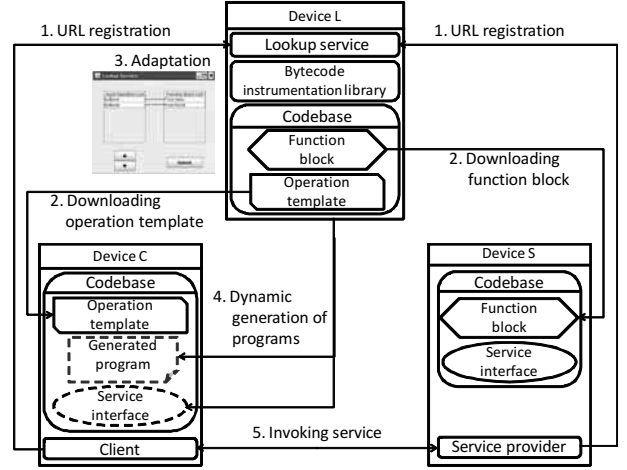 Device L
1. URL registration
1. URL registration
Lookup service
3. Adaptation
Bytecode
instrumentation library
Codebase
Function
block
2. Downloading
function block
Operation
template
2. Downloading
operation template
Device C
Codebase
Operation
template
Generated
program
Service
interface
Client
4. Dynamic
generation of
programs
5. Invoking service
Device S
Codebase
Function
block
Service
interface
Service provider